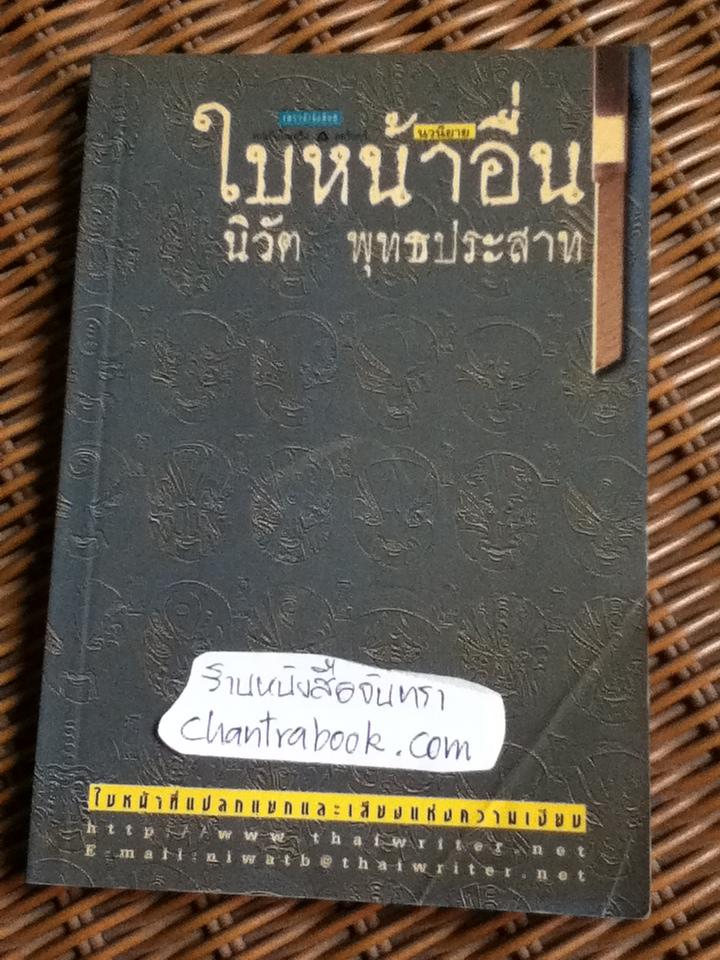 นวนิยาย
ใบหน้าอื่น
นิวัต พุทธประสาท
ร้านหนังสือจันทรา
chantrabook.com
ใบหน้าที่แปลกแยกและเสียงแห่งความเงียบ
http://www.thaiwriter.net
E-mail:niwatb@thaiwriter.net